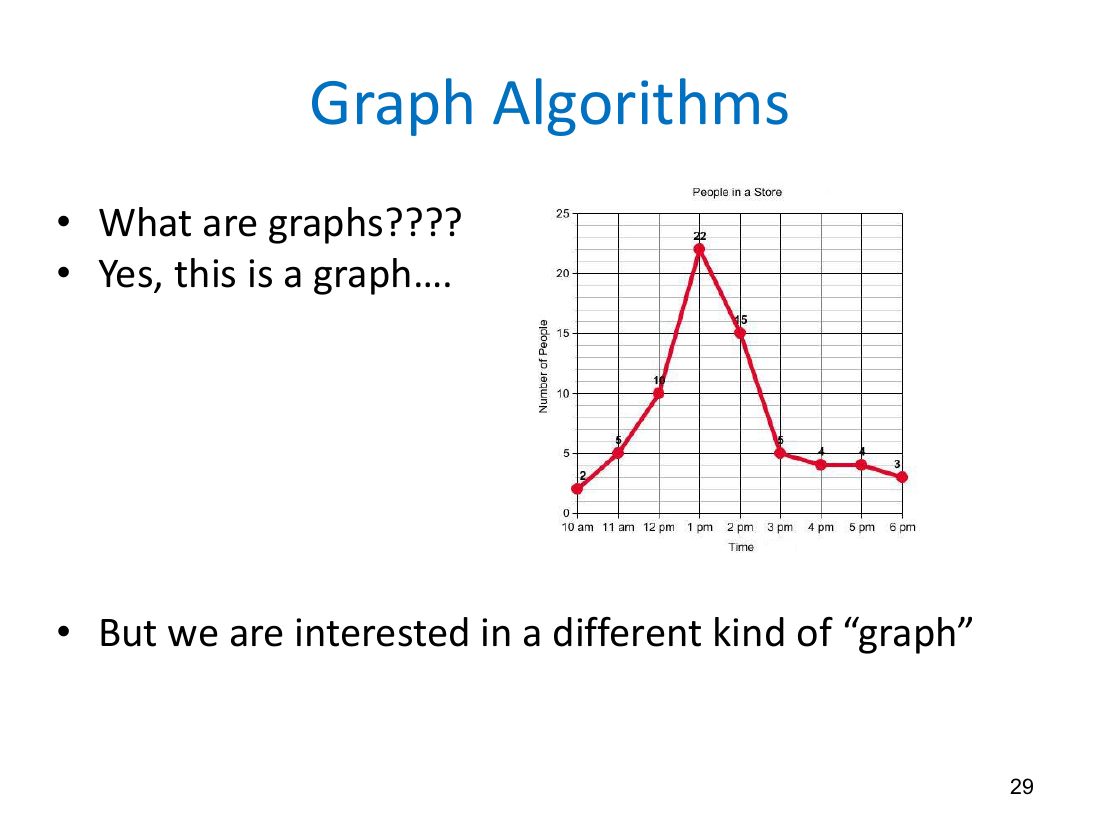 Graph Algorithms
• What are graphs????
• Yes, this is a graph….
People in a Store
25
20
15
10
5
0
Number of People
2
5
10
22
15
5
4
4
3
10 am 11 am 12 pm 1 pm 2 pm 3 pm 4 pm 5 pm 6 pm
Time
• But we are interested in a different kind of “graph”
29